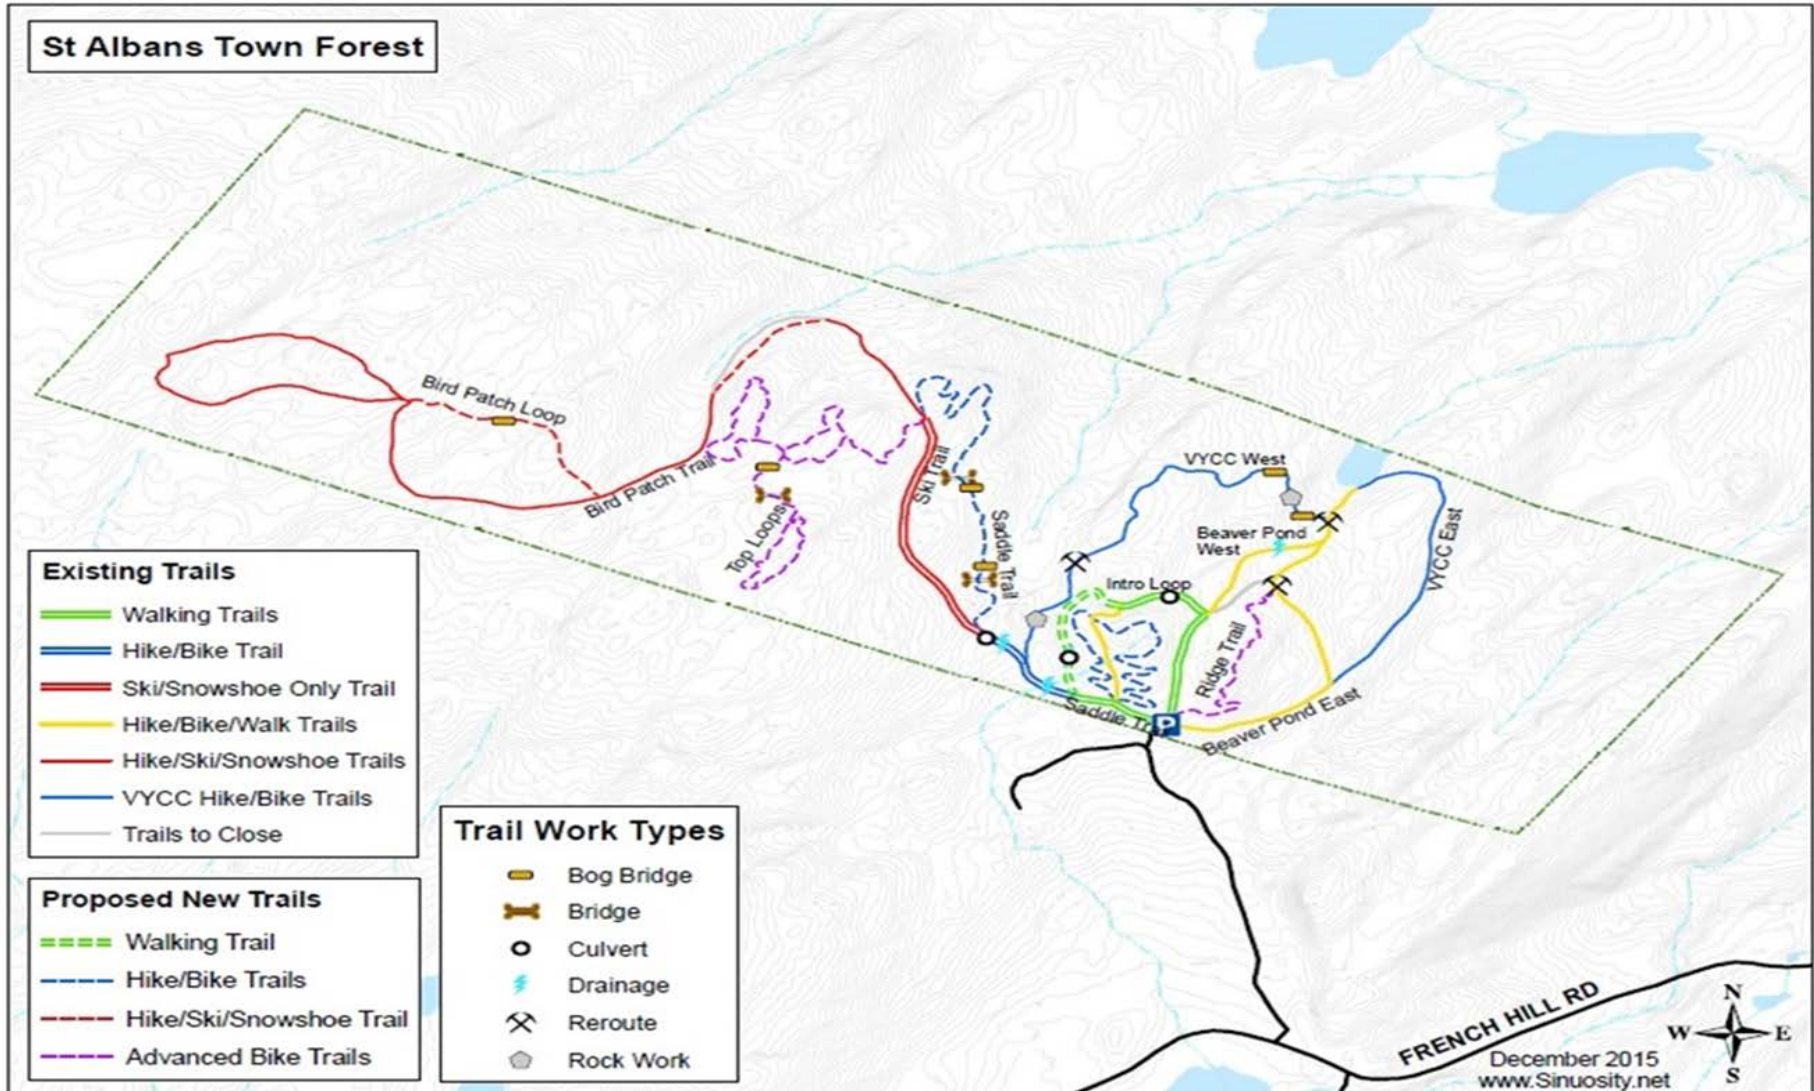 St Albans Town Forest
Bird Patch Loop
Bird Patch Trail
Top Loops
Ski Trail
Saddle Trail
VYCC West
Beaver Pond
West
VYCC East
Intro Loop
Ridge Trail
Saddle Tra
P
Beaver Pond East
Existing Trails
Walking Trails
Hike/Bike Trail
Ski/Snowshoe Only Trail
Hike/Bike/Walk Trails
Hike/Ski/Snowshoe Trails
VYCC Hike/Bike Trails
Trails to Close
Proposed New Trails
Walking Trail
Hike/Bike Trails
Hike/Ski/Snowshoe Trail
Advanced Bike Trails
Trail Work Types
Bog Bridge
Bridge
Culvert
Drainage
Reroute
Rock Work
FRENCH HILL RD
N
W E
S
December 2015
www.Sinuosity.net